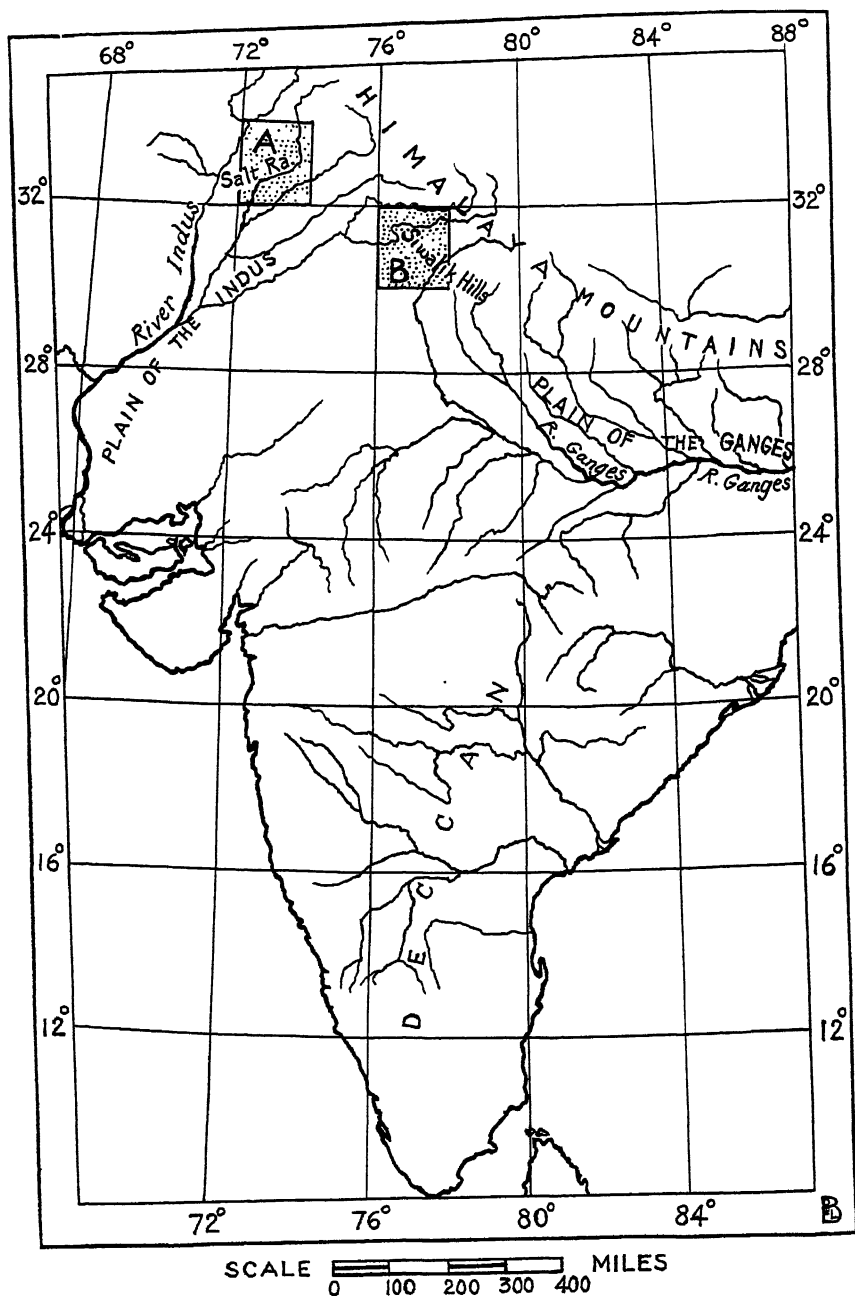 68° 72° 76° 80° 84° 88°
HIMALAYA MOUNTAINS
A
Salt Ra.
32° 32°
Siwalik Hills
B
River Indus
PLAIN OF THE INDUS
28° 28°
PLAIN OF THE GANGES
R. Ganges
R. Ganges
24° 24°
20° 20°
DECCAN
16° 16°
12° 12°
72° 76° 80° 84°
SCALE MILES
0 100 200 300 400